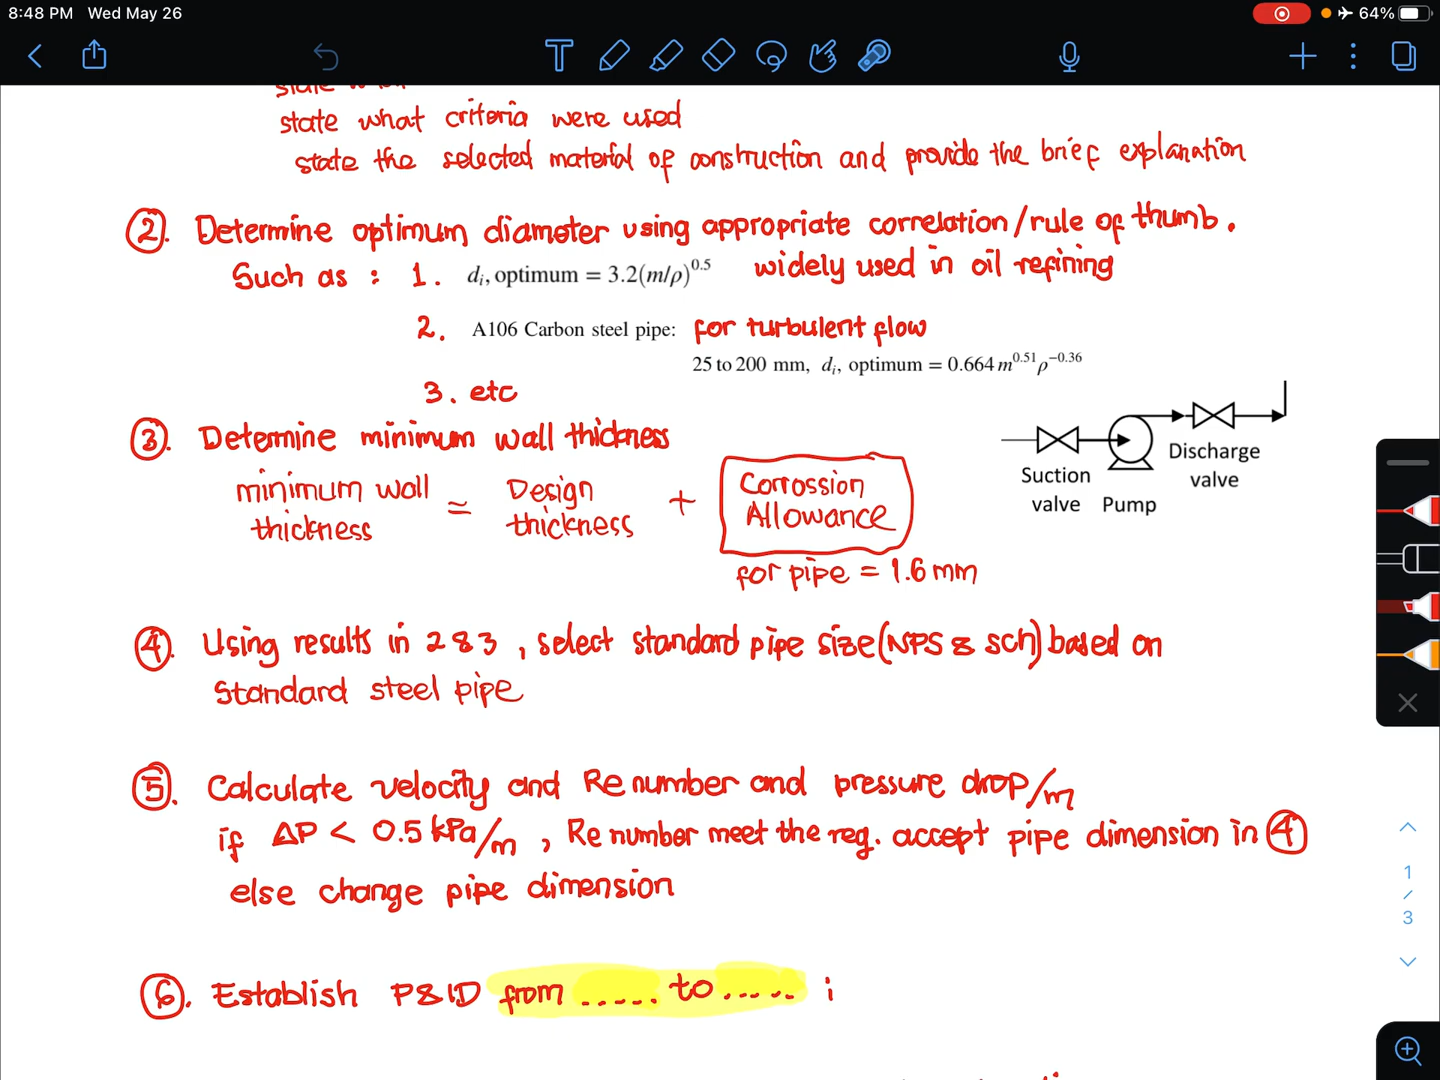 8:48 PM Wed May 26
64%
state what criteria were used
state the selected material of construction and provide the brief explanation
2. Determine optimum diameter using appropriate correlation/rule of thumb.
Such as : 1. di, optimum = 3.2(m/ρ)^0.5 widely used in oil refining
2. A106 Carbon steel pipe: for turbulent flow
25 to 200 mm, di, optimum = 0.664 m^0.51 ρ^−0.36
3. etc
3. Determine minimum wall thickness
minimum wall thickness = Design thickness + Corrossion Allowance
for pipe = 1.6 mm
Suction valve
Pump
Discharge valve
4. Using results in 2 & 3 , select standard pipe size (NPS & SCH) based on
Standard steel pipe
5. Calculate velocity and Re number and pressure drop/m
if ΔP < 0.5 kPa/m , Re number meet the req. accept pipe dimension in 4
else change pipe dimension
6. Establish P&ID from ..... to ..... i
1
/
3